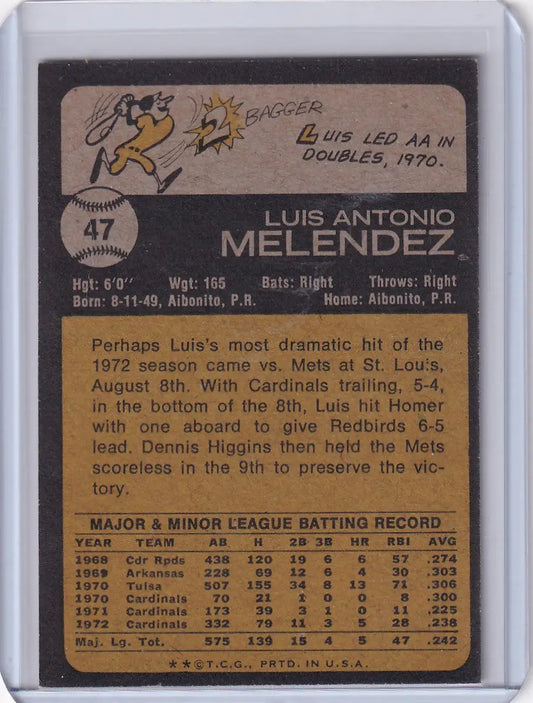 2 BAGGER
LUIS LED AA IN
DOUBLES, 1970.
47
LUIS ANTONIO
MELENDEZ
Hgt: 6'0" Wgt: 165 Bats: Right Throws: Right
Born: 8-11-49, Aibonito, P.R. Home: Aibonito, P.R.
Perhaps Luis's most dramatic hit of the
1972 season came vs. Mets at St. Louis,
August 8th. With Cardinals trailing, 5-4,
in the bottom of the 8th, Luis hit Homer
with one aboard to give Redbirds 6-5
lead. Dennis Higgins then held the Mets
scoreless in the 9th to preserve the vic-
tory.
MAJOR & MINOR LEAGUE BATTING RECORD
YEAR TEAM AB H 2B 3B HR RBI AVG
1968 Cdr Rpds 438 120 19 6 6 57 .274
1969 Arkansas 228 69 12 6 4 30 .303
1970 Tulsa 507 155 34 8 13 71 .306
1970 Cardinals 70 21 1 0 0 8 .300
1971 Cardinals 173 39 3 1 0 11 .225
1972 Cardinals 332 79 11 3 5 28 .238
Maj. Lg. Tot. 575 139 15 4 5 47 .242
**©T.C.G., PRTD. IN U.S.A.